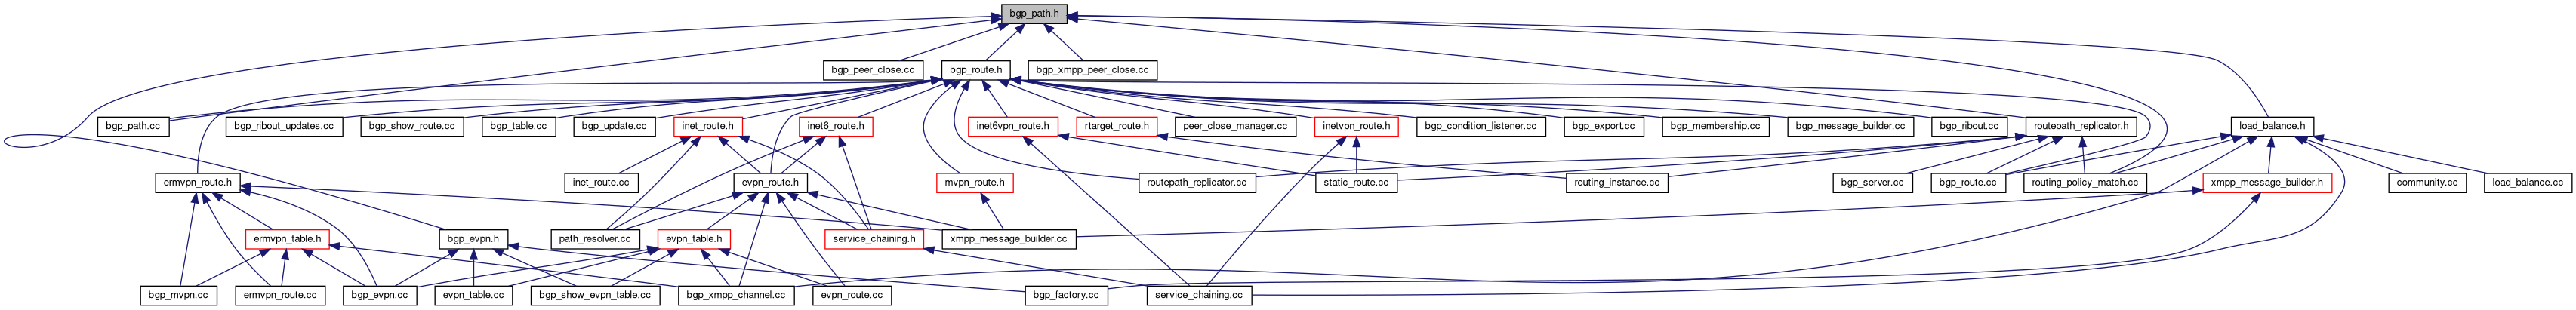 bgp_path.h
bgp_peer_close.cc
bgp_route.h
bgp_xmpp_peer_close.cc
bgp_path.cc
bgp_ribout_updates.cc
bgp_show_route.cc
bgp_table.cc
bgp_update.cc
inet_route.h
inet6_route.h
inet6vpn_route.h
rtarget_route.h
peer_close_manager.cc
inetvpn_route.h
bgp_condition_listener.cc
bgp_export.cc
bgp_membership.cc
bgp_message_builder.cc
bgp_ribout.cc
routepath_replicator.h
load_balance.h
ermvpn_route.h
inet_route.cc
evpn_route.h
mvpn_route.h
routepath_replicator.cc
static_route.cc
routing_instance.cc
bgp_server.cc
bgp_route.cc
routing_policy_match.cc
xmpp_message_builder.h
community.cc
load_balance.cc
ermvpn_table.h
bgp_evpn.h
path_resolver.cc
evpn_table.h
service_chaining.h
xmpp_message_builder.cc
bgp_mvpn.cc
ermvpn_route.cc
bgp_evpn.cc
evpn_table.cc
bgp_show_evpn_table.cc
bgp_xmpp_channel.cc
evpn_route.cc
bgp_factory.cc
service_chaining.cc